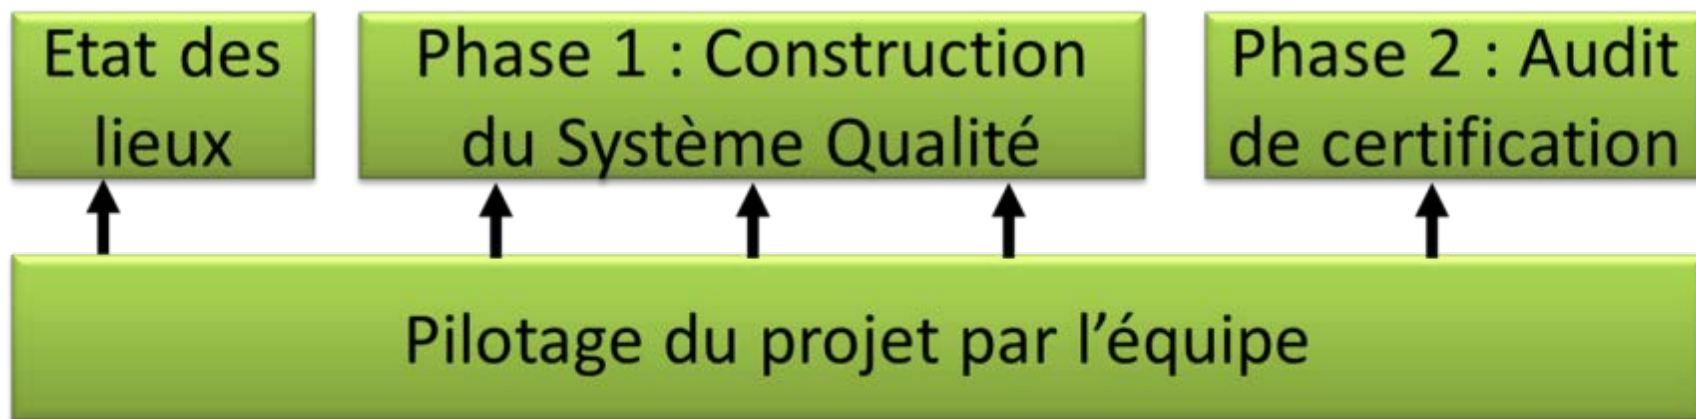 Etat des
lieux
Phase 1 : Construction
du Système Qualité
Phase 2 : Audit
de certification
Pilotage du projet par l’équipe